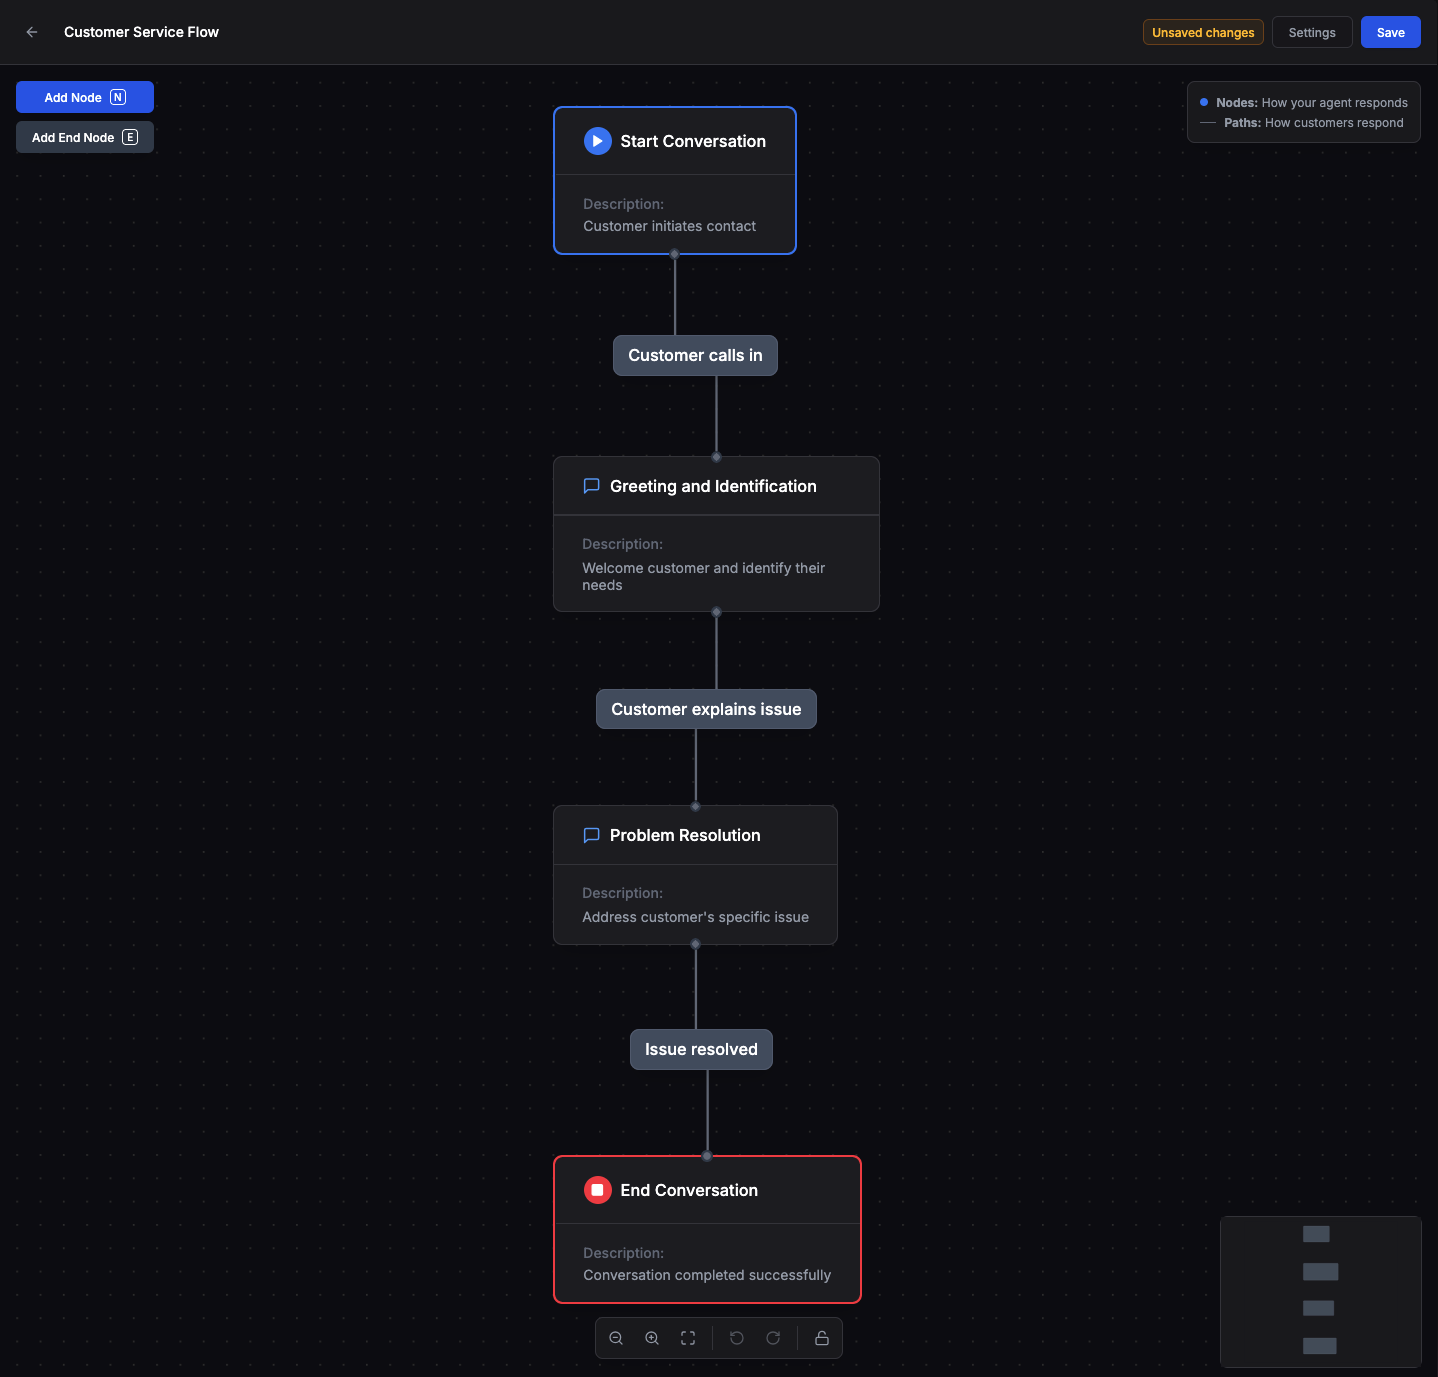 Customer Service Flow
Unsaved changes
Settings
Save
Add Node N
Add End Node E
Nodes: How your agent responds
Paths: How customers respond
Start Conversation
Description:
Customer initiates contact
Customer calls in
Greeting and Identification
Description:
Welcome customer and identify their
needs
Customer explains issue
Problem Resolution
Description:
Address customer's specific issue
Issue resolved
End Conversation
Description:
Conversation completed successfully